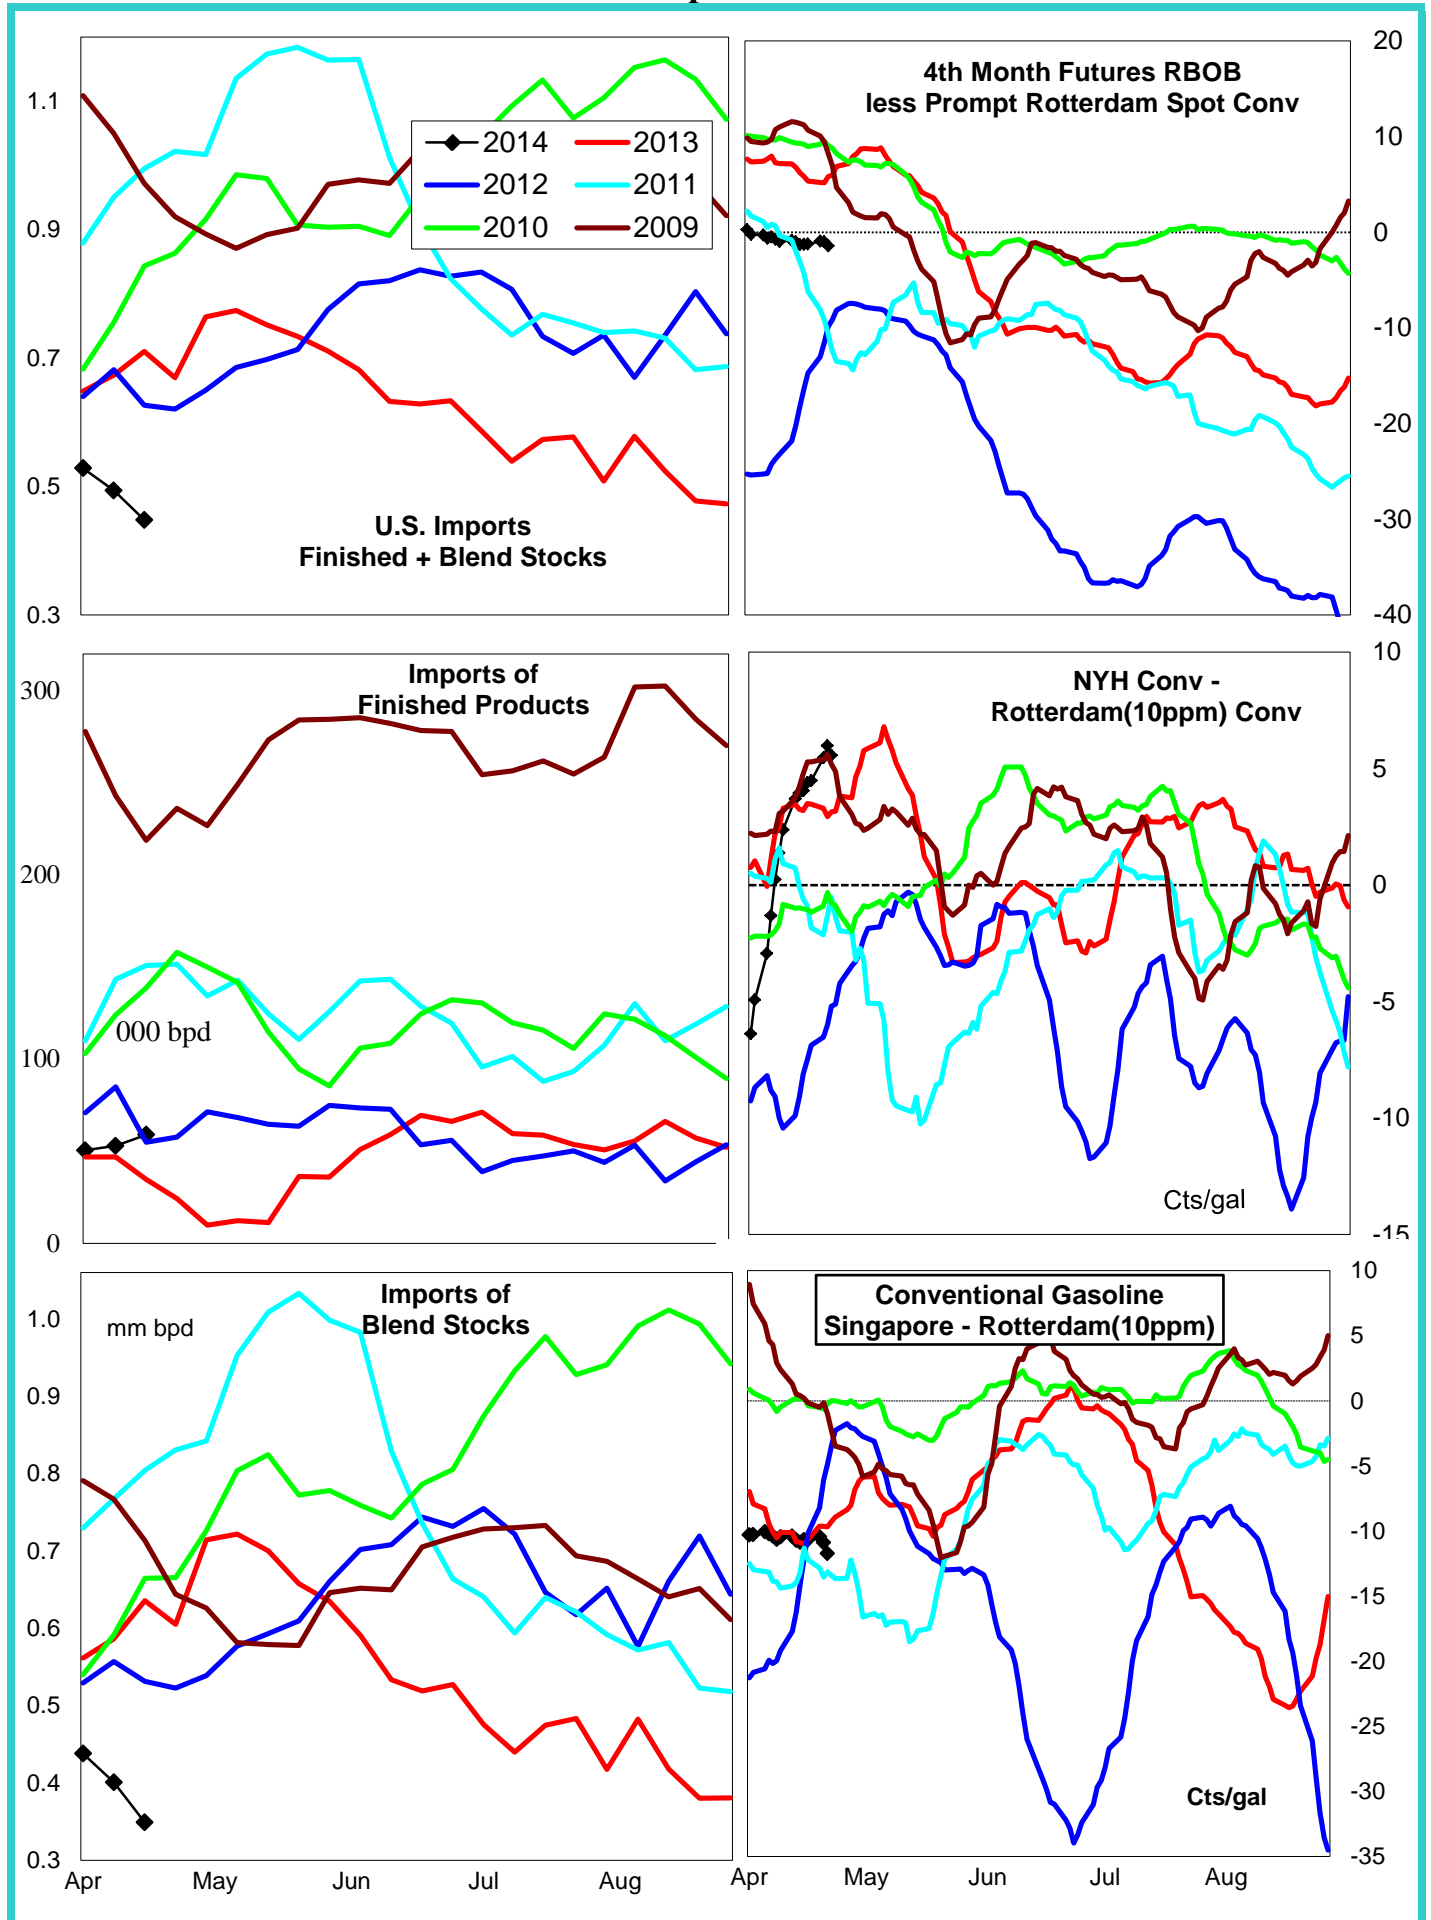 1.1
0.9
0.7
0.5
0.3
2014 2013
2012 2011
2010 2009
U.S. Imports
Finished + Blend Stocks
20
10
0
-10
-20
-30
-40
4th Month Futures RBOB
less Prompt Rotterdam Spot Conv
300
200
100
0
Imports of
Finished Products
000 bpd
10
5
0
-5
-10
-15
NYH Conv -
Rotterdam(10ppm) Conv
Cts/gal
1.0
0.9
0.8
0.7
0.6
0.5
0.4
0.3
mm bpd
Imports of
Blend Stocks
Apr May Jun Jul Aug
10
5
0
-5
-10
-15
-20
-25
-30
-35
Conventional Gasoline
Singapore - Rotterdam(10ppm)
Cts/gal
Apr May Jun Jul Aug